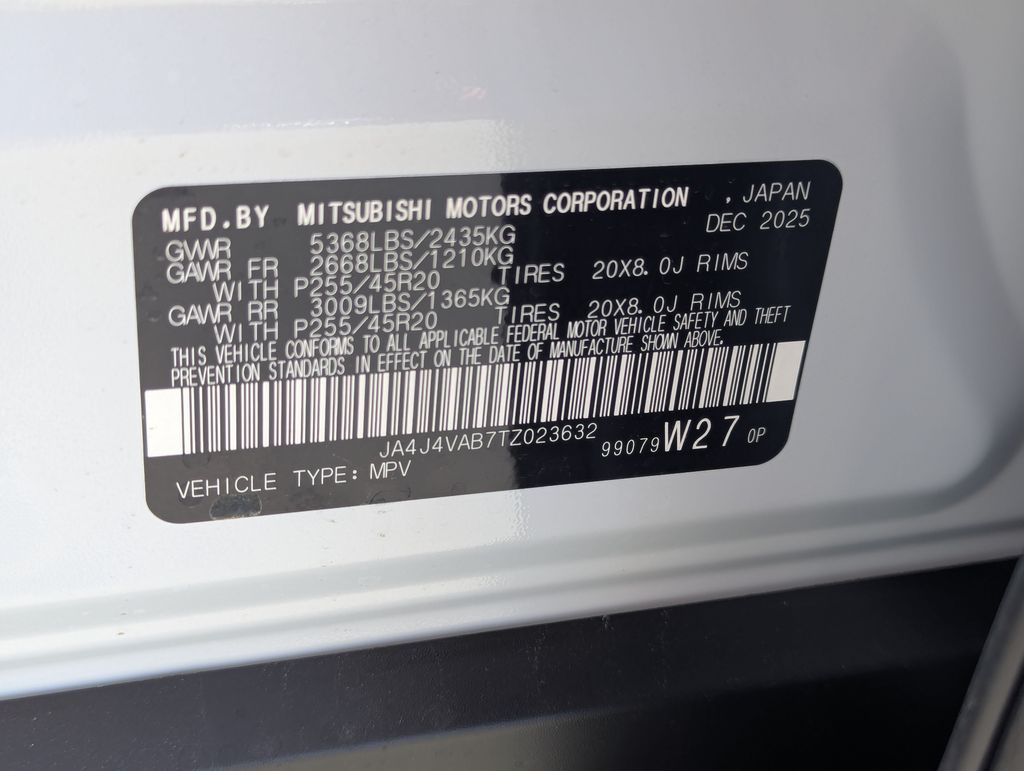 MFD.BY MITSUBISHI MOTORS CORPORATION , JAPAN
DEC 2025
GVWR 5368LBS/2435KG
GAWR FR 2668LBS/1210KG
WITH P255/45R20 TIRES 20X8.0J RIMS
GAWR RR 3009LBS/1365KG
WITH P255/45R20 TIRES 20X8.0J RIMS
THIS VEHICLE CONFORMS TO ALL APPLICABLE FEDERAL MOTOR VEHICLE SAFETY AND THEFT
PREVENTION STANDARDS IN EFFECT ON THE DATE OF MANUFACTURE SHOWN ABOVE.
JA4J4VAB7TZ023632
99079 W27 0P
VEHICLE TYPE: MPV